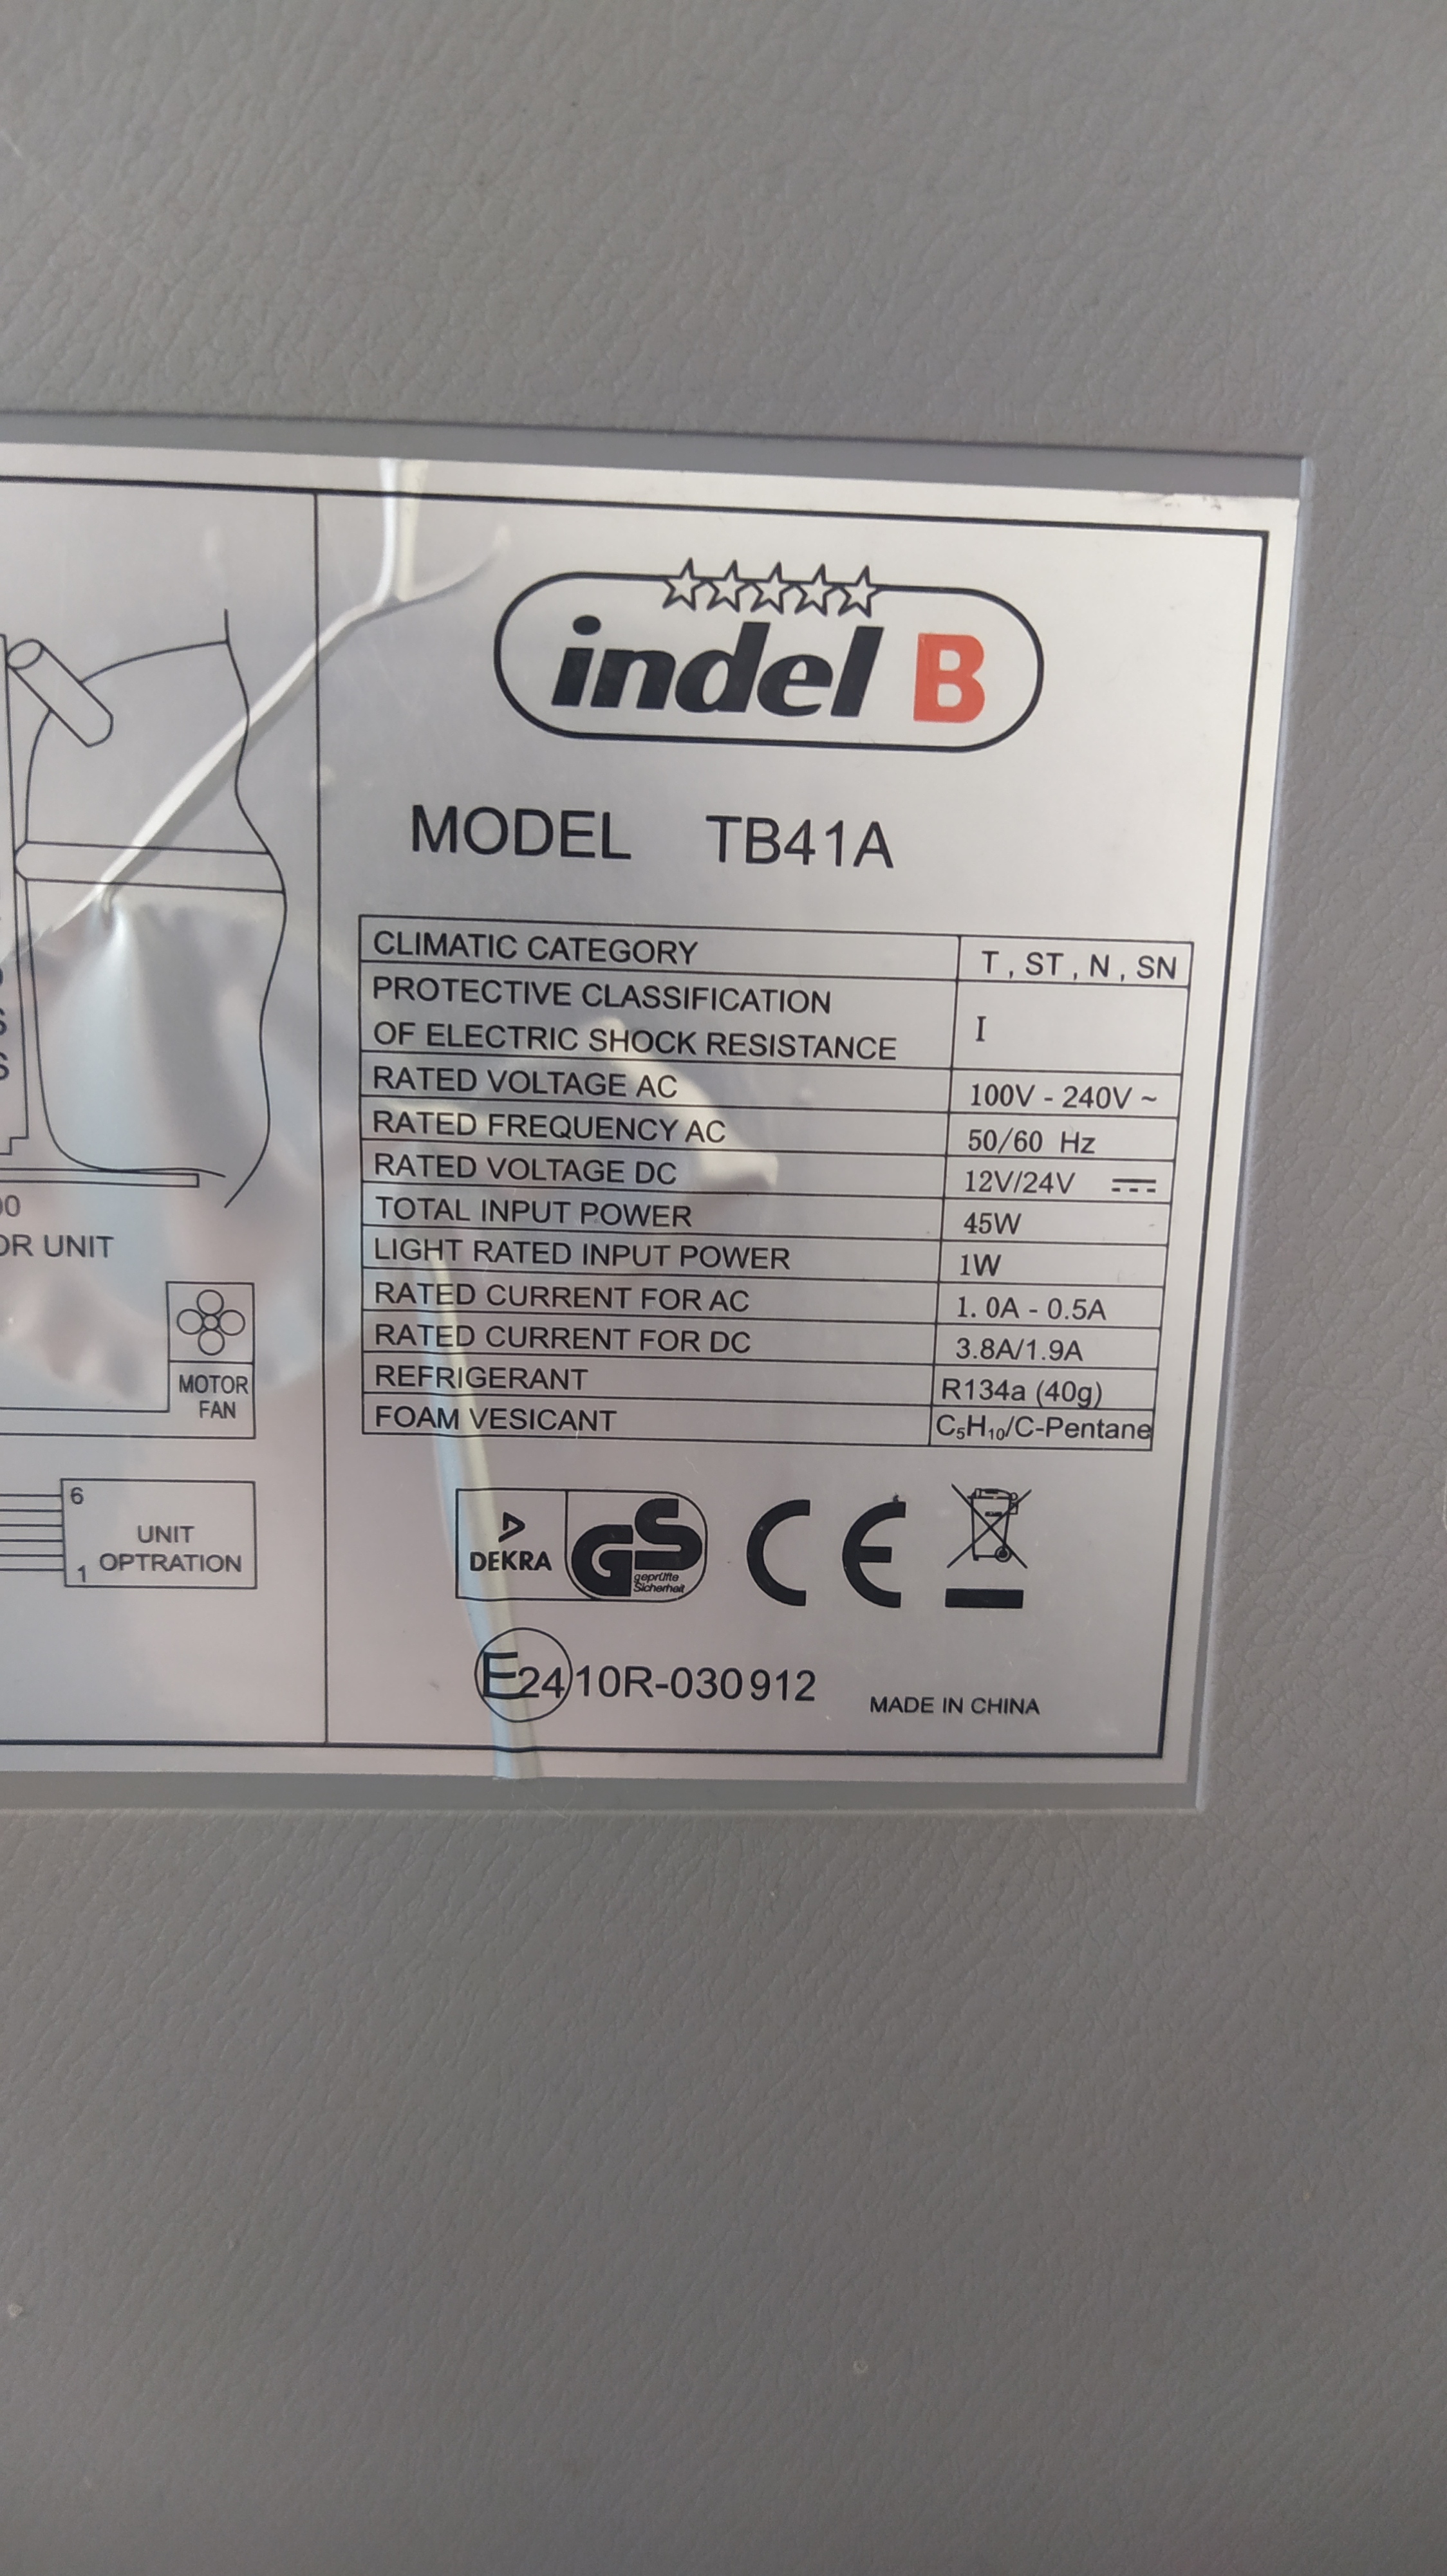 indel B
MODEL TB41A
CLIMATIC CATEGORY T , ST , N , SN
PROTECTIVE CLASSIFICATION
OF ELECTRIC SHOCK RESISTANCE I
RATED VOLTAGE AC 100V - 240V ~
RATED FREQUENCY AC 50/60 Hz
RATED VOLTAGE DC 12V/24V
TOTAL INPUT POWER 45W
LIGHT RATED INPUT POWER 1W
RATED CURRENT FOR AC 1. 0A - 0.5A
RATED CURRENT FOR DC 3.8A/1.9A
REFRIGERANT R134a (40g)
FOAM VESICANT C₅H₁₀/C-Pentane
DEKRA GS geprüfte
Sicherheit
CE
E24 10R-030912 MADE IN CHINA
S
S
UNIT
MOTOR
FAN
6
1
UNIT
OPTRATION